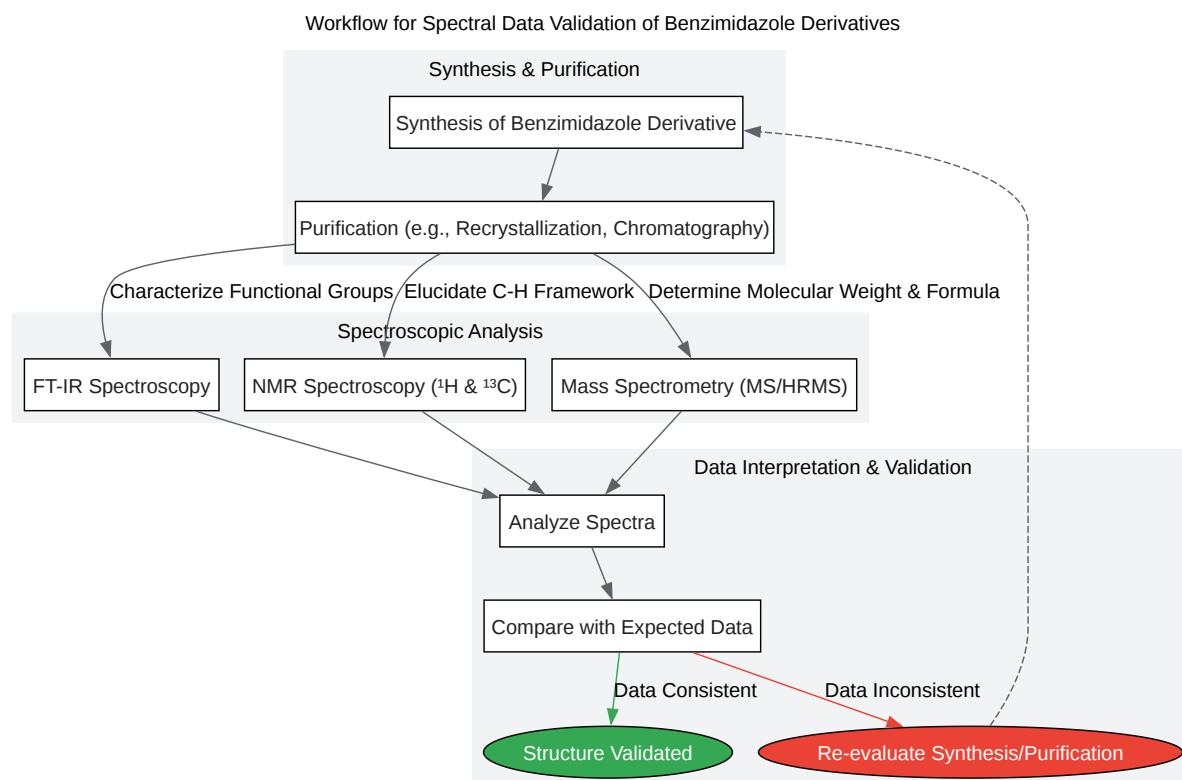 Workflow for Spectral Data Validation of Benzimidazole Derivatives
Synthesis & Purification
Synthesis of Benzimidazole Derivative
Purification (e.g., Recrystallization, Chromatography)
Characterize Functional Groups
Elucidate C-H Framework
Determine Molecular Weight & Formula
Spectroscopic Analysis
FT-IR Spectroscopy
NMR Spectroscopy (¹H & ¹³C)
Mass Spectrometry (MS/HRMS)
Data Interpretation & Validation
Analyze Spectra
Compare with Expected Data
Data Consistent
Data Inconsistent
Structure Validated
Re-evaluate Synthesis/Purification